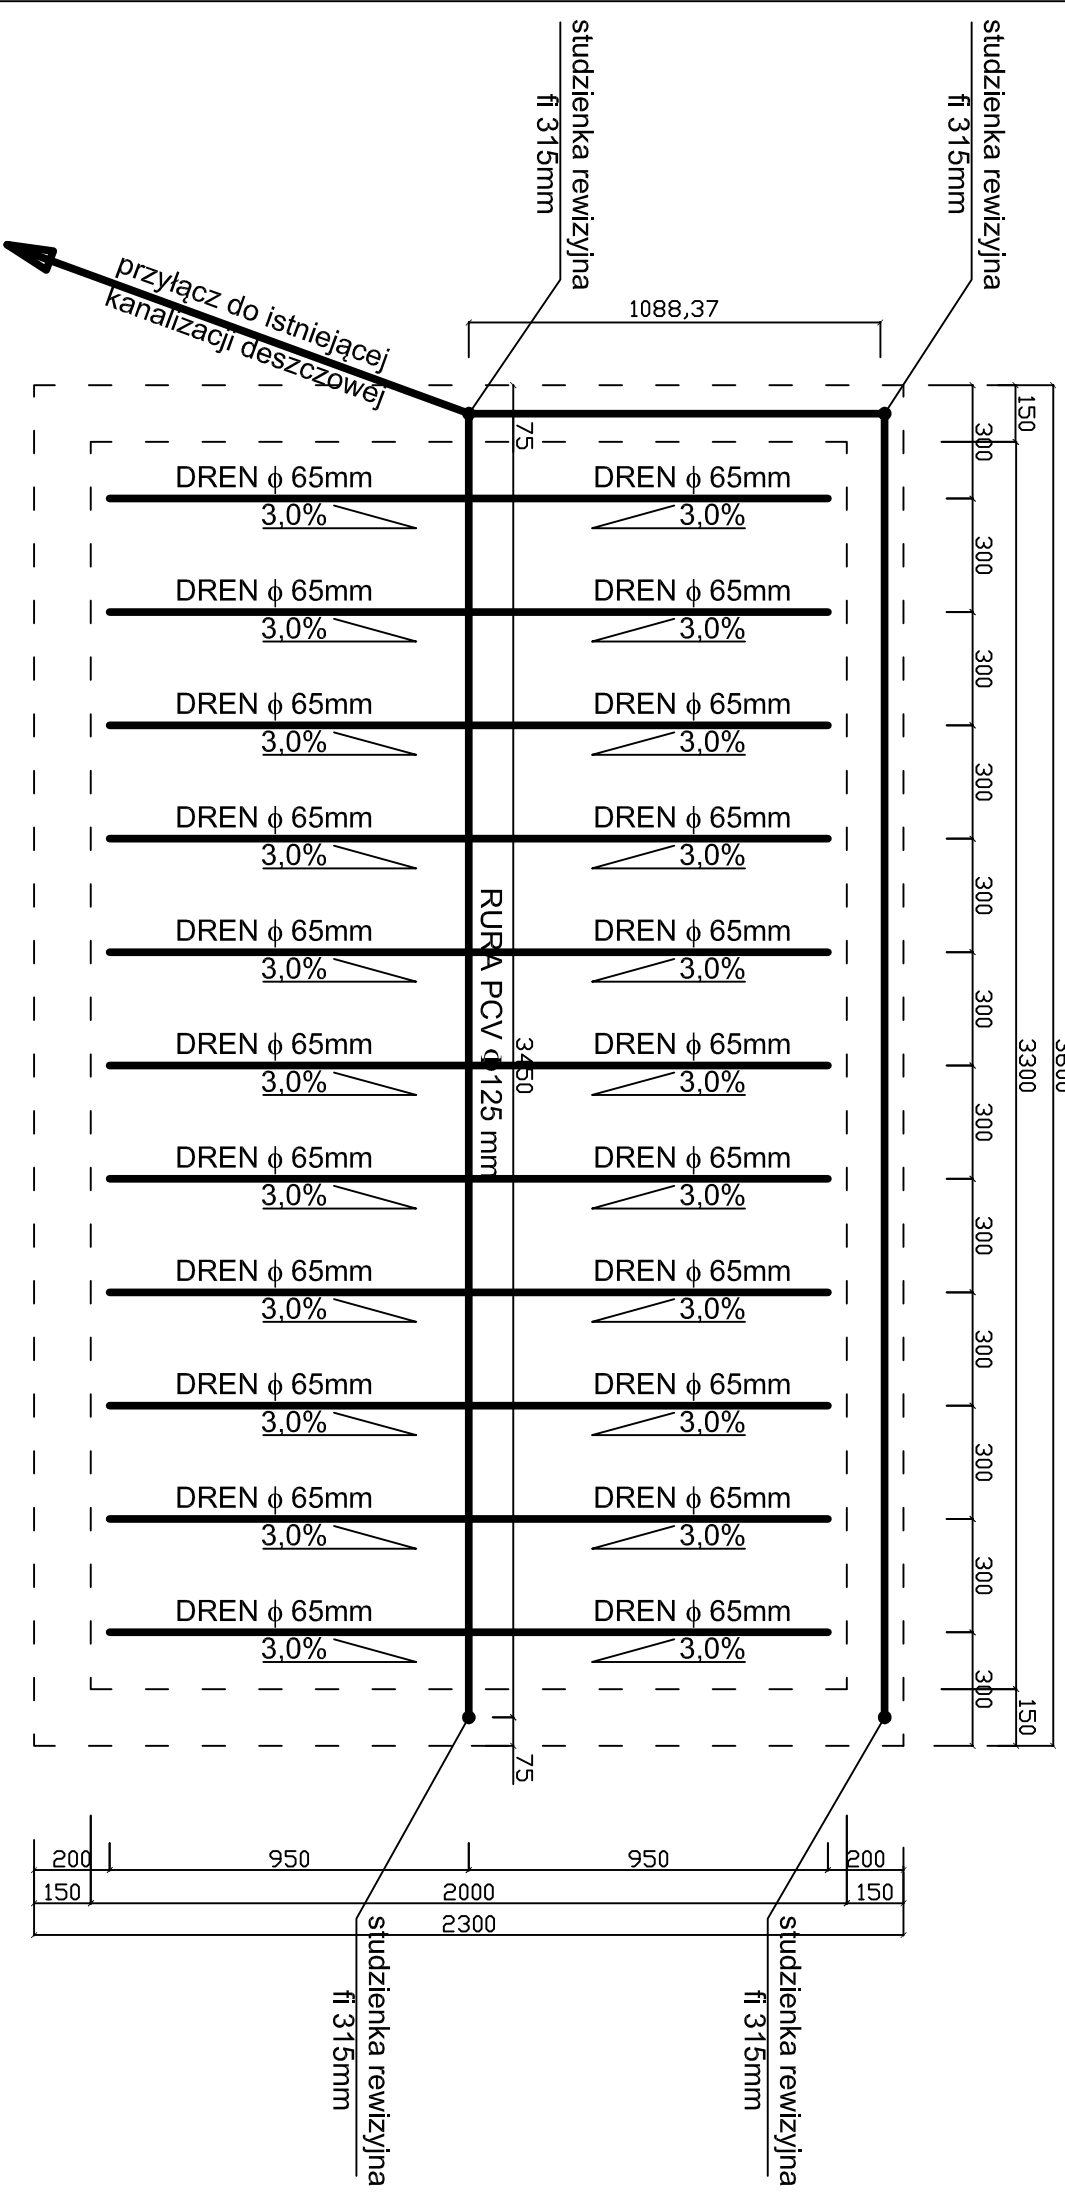 studzienka rewizyjna
fi 315mm
studzienka rewizyjna
fi 315mm
przyłącz do istniejącej
kanalizacji deszczowej
1088,37
75
150
300
DREN ϕ 65mm
DREN ϕ 65mm
3,0%
3,0%
300
DREN ϕ 65mm
DREN ϕ 65mm
3,0%
3,0%
300
DREN ϕ 65mm
DREN ϕ 65mm
3,0%
3,0%
300
DREN ϕ 65mm
DREN ϕ 65mm
3,0%
3,0%
300
DREN ϕ 65mm
DREN ϕ 65mm
3,0%
3,0%
300
RURA PCV ϕ 125 mm
3450
3300
3600
DREN ϕ 65mm
DREN ϕ 65mm
3,0%
3,0%
300
DREN ϕ 65mm
DREN ϕ 65mm
3,0%
3,0%
300
DREN ϕ 65mm
DREN ϕ 65mm
3,0%
3,0%
300
DREN ϕ 65mm
DREN ϕ 65mm
3,0%
3,0%
300
DREN ϕ 65mm
DREN ϕ 65mm
3,0%
3,0%
300
DREN ϕ 65mm
DREN ϕ 65mm
3,0%
3,0%
300
150
75
200
950
950
200
150
2000
150
2300
studzienka rewizyjna
fi 315mm
studzienka rewizyjna
fi 315mm